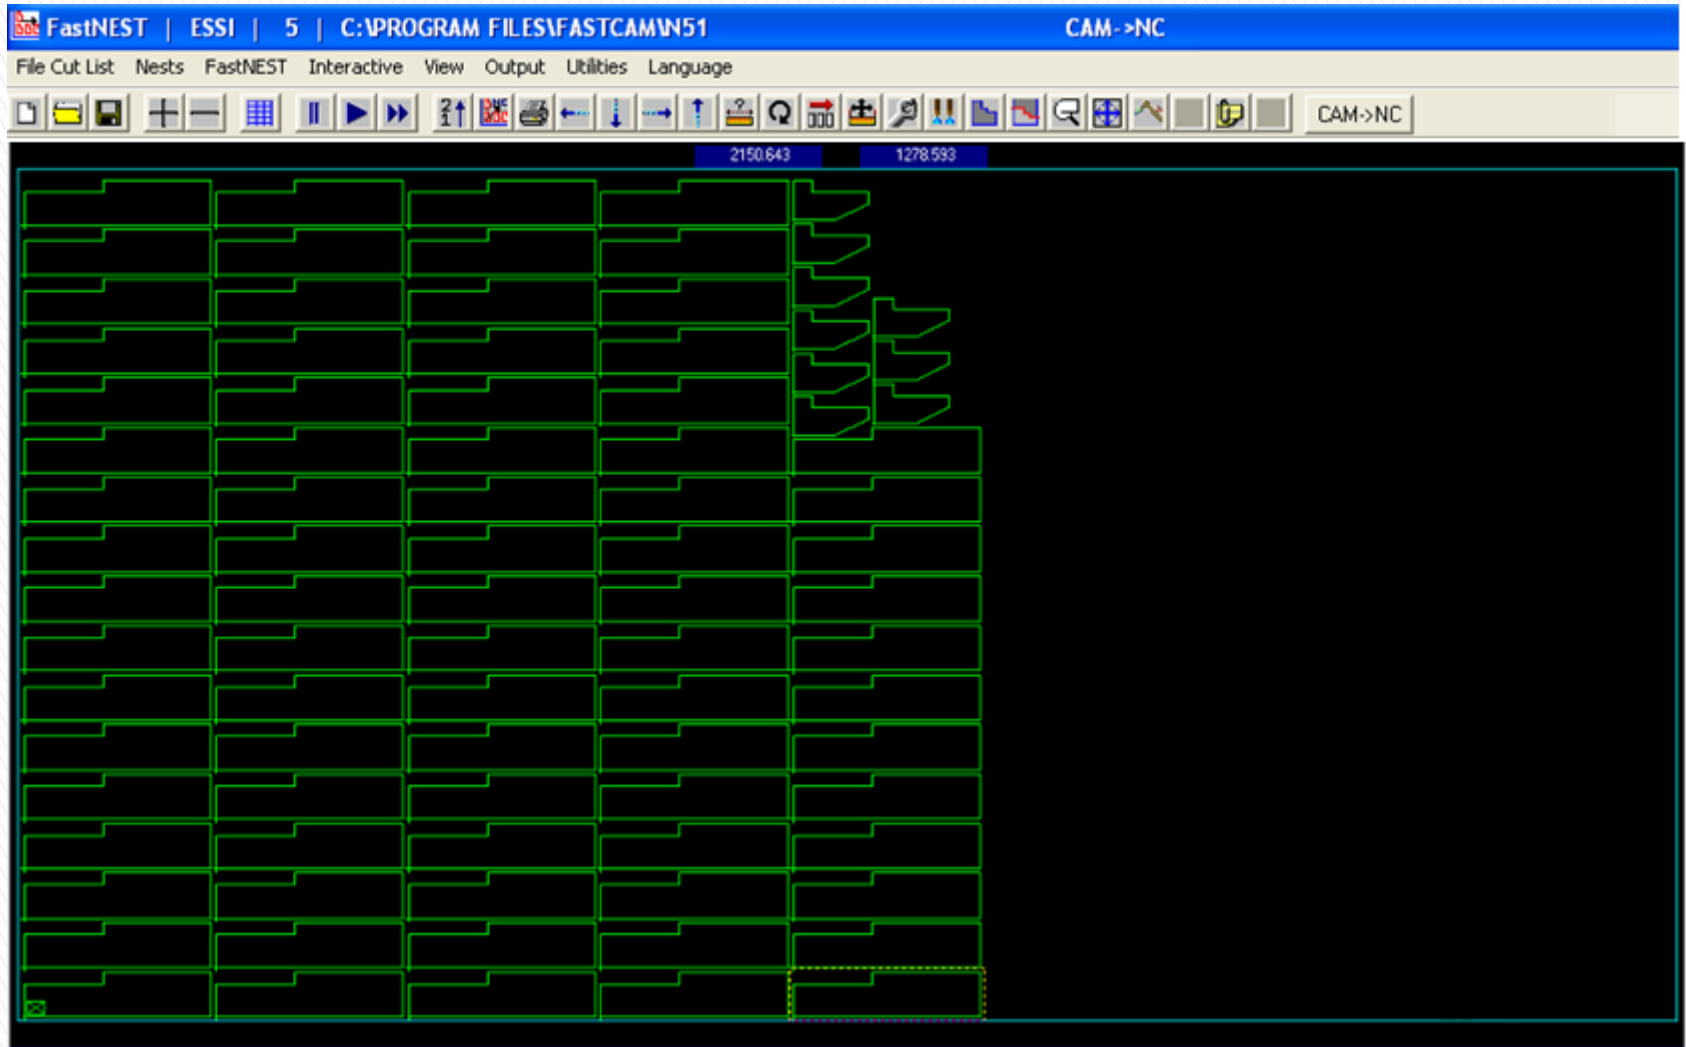 FastNEST | ESSI | 5 | C:\PROGRAM FILES\FASTCAM\N51 CAM->NC
File Cut List Nests FastNEST Interactive View Output Utilities Language
CAM->NC
2150.643 1278.593